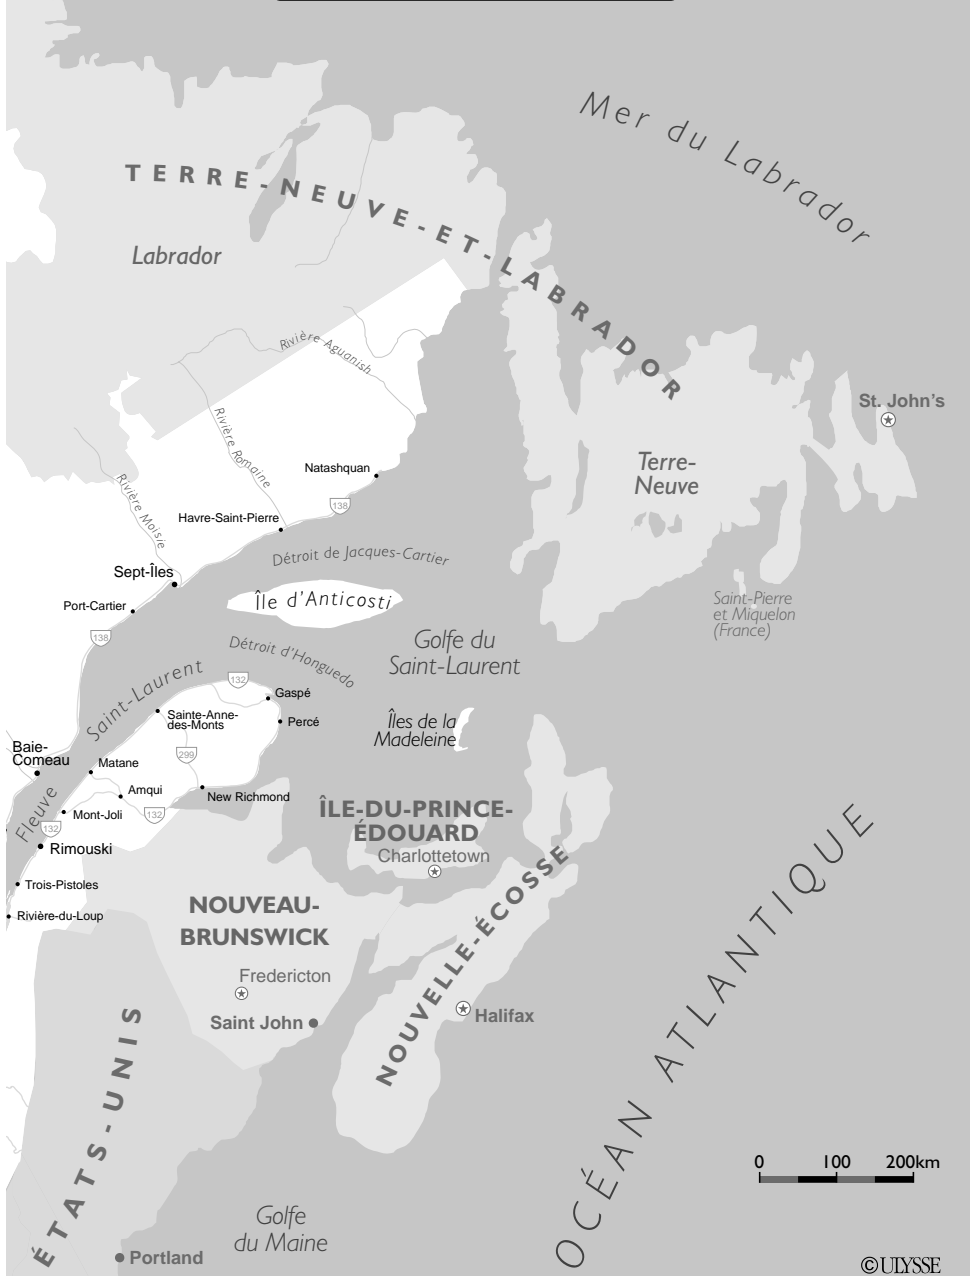 Mer du Labrador
TERRE-NEUVE-ET-LABRADOR
Labrador
Rivière Aguanish
St. John's
Rivière Romaine
Terre-
Neuve
Natashquan
Rivière Moisie
138
Havre-Saint-Pierre
Détroit de Jacques-Cartier
Sept-Îles
Île d'Anticosti
Port-Cartier
Saint-Pierre
et Miquelon
(France)
138
Golfe du
Saint-Laurent
Détroit d'Honguedo
132
Gaspé
Fleuve Saint-Laurent
Sainte-Anne-
des-Monts
Percé
Îles de la
Madeleine
Baie-
Comeau
299
Matane
Amqui
New Richmond
Mont-Joli
132
132
ÎLE-DU-PRINCE-
ÉDOUARD
Charlottetown
Rimouski
Trois-Pistoles
Rivière-du-Loup
NOUVEAU-
BRUNSWICK
NOUVELLE-ÉCOSSE
Fredericton
Saint John
Halifax
OCÉAN ATLANTIQUE
ÉTATS-UNIS
0 100 200km
Golfe
du Maine
Portland
©ULYSSE